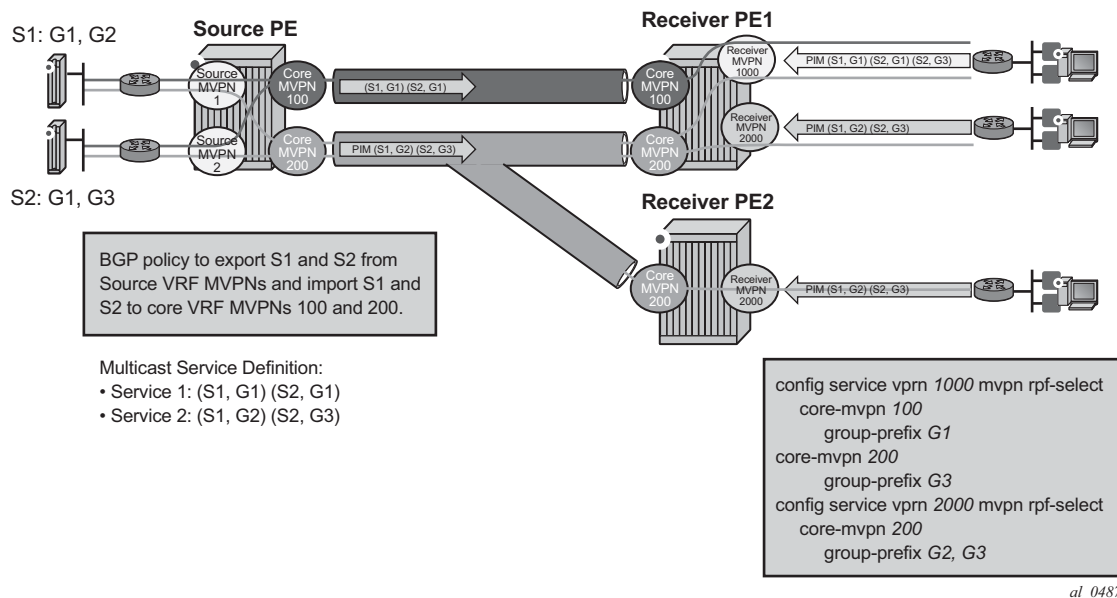 S1: G1, G2
Source PE
Receiver PE1
Source
MVPN
1
Core
MVPN
100
(S1, G1) (S2, G1)
Core
MVPN
100
Receiver
MVPN
1000
PIM (S1, G1) (S2, G1) (S2, G3)
Source
MVPN
2
Core
MVPN
200
PIM (S1, G2) (S2, G3)
Core
MVPN
200
Receiver
MVPN
2000
PIM (S1, G2) (S2, G3)
S2: G1, G3
Receiver PE2
Core
MVPN
200
Receiver
MVPN
2000
PIM (S1, G2) (S2, G3)
BGP policy to export S1 and S2 from
Source VRF MVPNs and import S1 and
S2 to core VRF MVPNs 100 and 200.
Multicast Service Definition:
• Service 1: (S1, G1) (S2, G1)
• Service 2: (S1, G2) (S2, G3)
config service vprn 1000 mvpn rpf-select
core-mvpn 100
group-prefix G1
core-mvpn 200
group-prefix G3
config service vprn 2000 mvpn rpf-select
core-mvpn 200
group-prefix G2, G3
al_0487